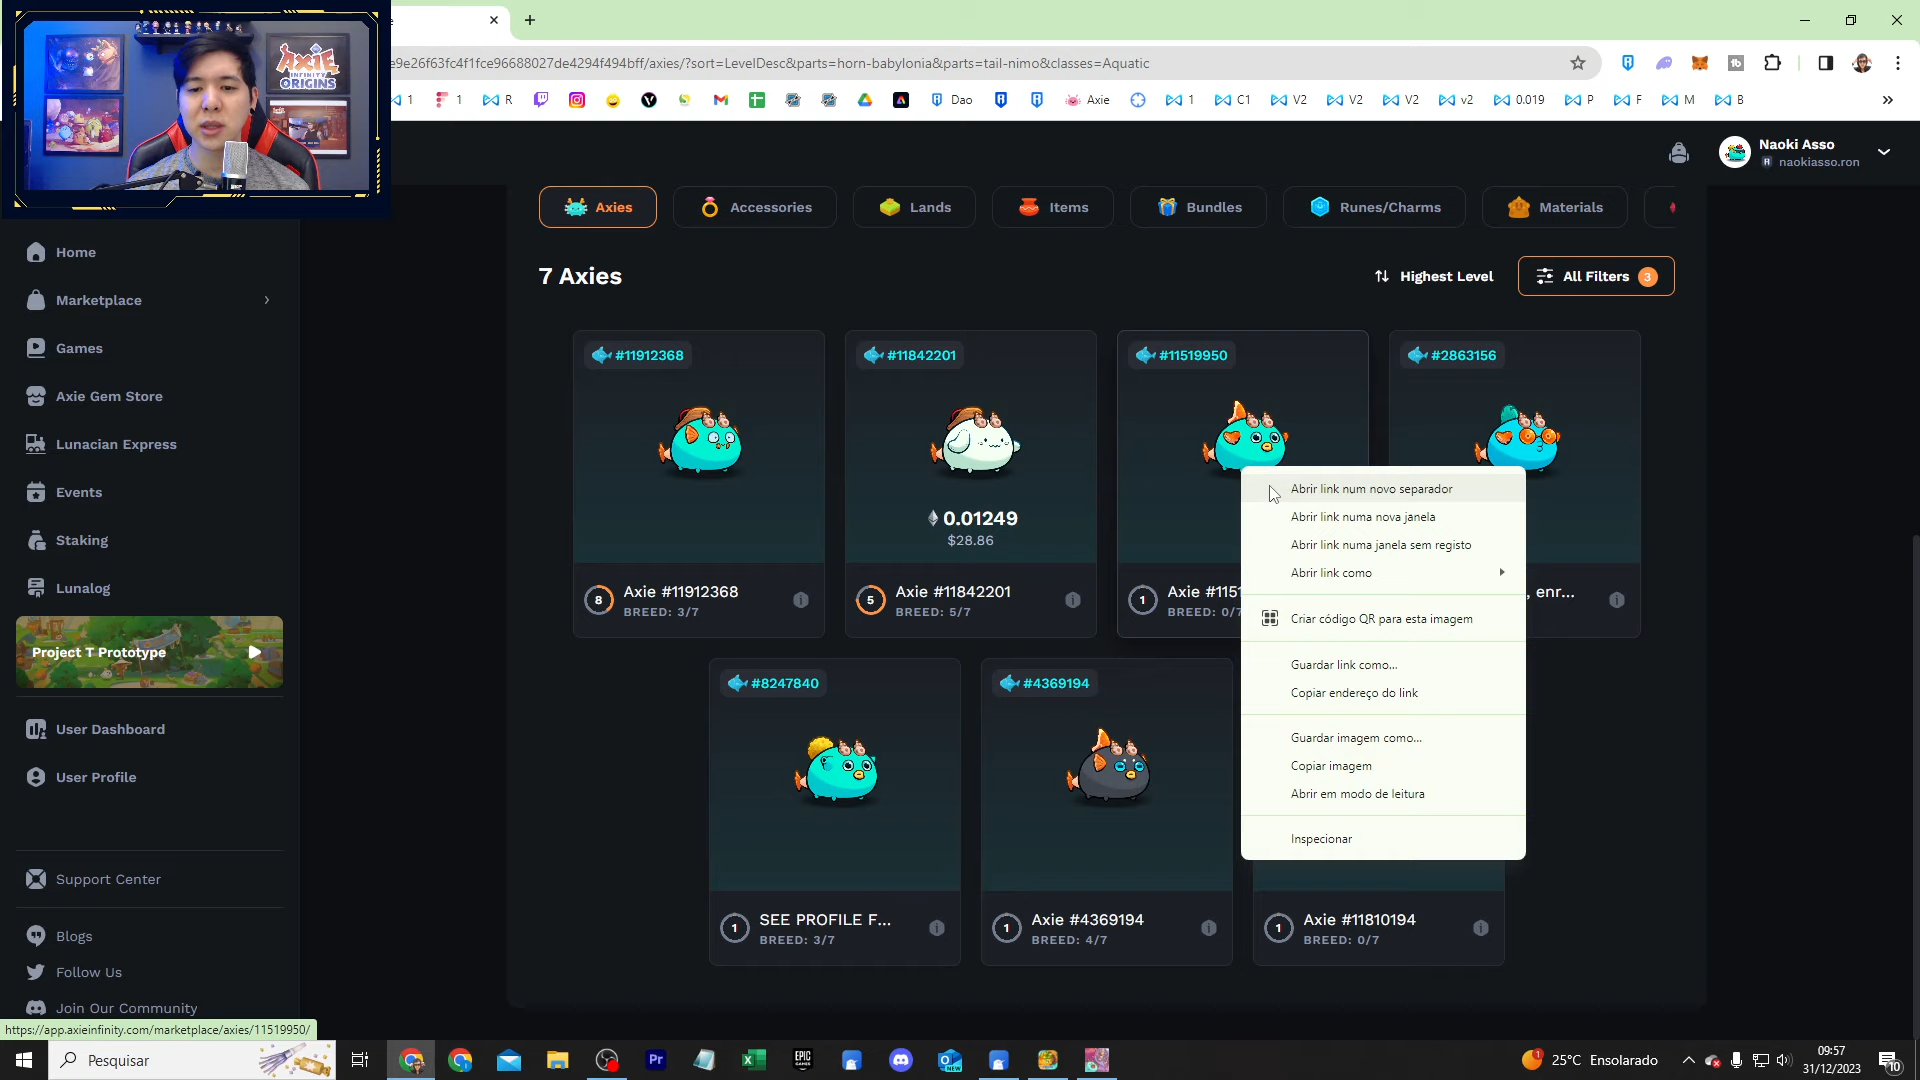 AXIE
INFINITY
ORIGINS
e9e26f63fc4f1fce96688027de4294f494bff/axies/?sort=LevelDesc&parts=horn-babylonia&parts=tail-nimo&classes=Aquatic
1
1
R
Dao
Axie
1
C1
V2
V2
V2
v2
0.019
P
F
M
B
»
Naoki Asso
naokiasso.ron
Axies
Accessories
Lands
Items
Bundles
Runes/Charms
Materials
Home
Marketplace
Games
Axie Gem Store
Lunacian Express
Events
Staking
Lunalog
Project T Prototype
User Dashboard
User Profile
Support Center
Blogs
Follow Us
Join Our Community
7 Axies
Highest Level
All Filters 3
#11912368
8
Axie #11912368
BREED: 3/7
#11842201
0.01249
$28.86
5
Axie #11842201
BREED: 5/7
#11519950
1
Axie #1151
BREED: 0/7
#2863156
, enr...
#8247840
1
SEE PROFILE F...
BREED: 3/7
#4369194
1
Axie #4369194
BREED: 4/7
1
Axie #11810194
BREED: 0/7
Abrir link num novo separador
Abrir link numa nova janela
Abrir link numa janela sem registo
Abrir link como
Criar código QR para esta imagem
Guardar link como...
Copiar endereço do link
Guardar imagem como...
Copiar imagem
Abrir em modo de leitura
Inspecionar
https://app.axieinfinity.com/marketplace/axies/11519950/
Pesquisar
Pr
EPIC
GAMES
NEW
1
25°C Ensolarado
09:57
31/12/2023
10